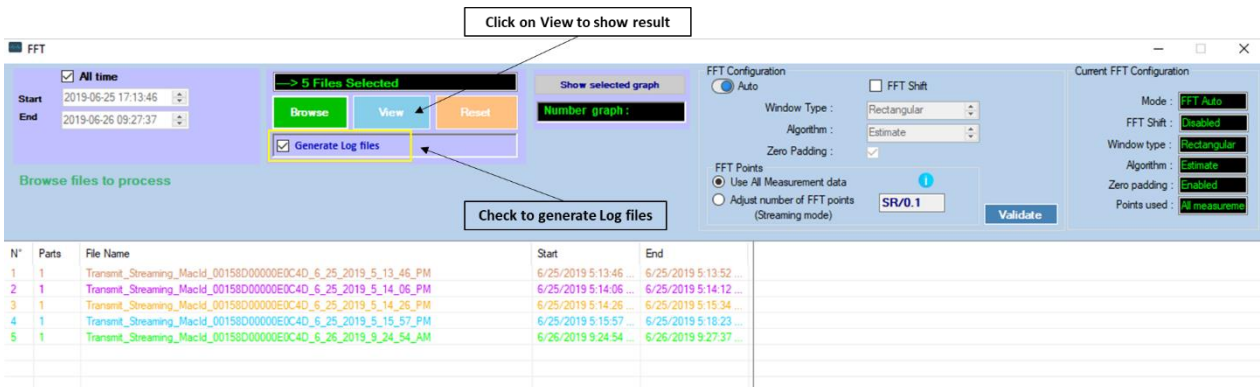 Click on View to show result
FFT
All time
Start 2019-06-25 17:13:46
End 2019-06-26 09:27:37
Browse files to process
—> 5 Files Selected
Browse View Reset
Generate Log files
Show selected graph
Number graph :
Check to generate Log files
FFT Configuration
Auto FFT Shift
Window Type : Rectangular
Algorithm : Estimate
Zero Padding :
FFT Points
Use All Measurement data
Adjust number of FFT points SR/0.1
(Streaming mode)
Validate
Current FFT Configuration
Mode : FFT Auto
FFT Shift : Disabled
Window type : Rectangular
Algorithm : Estimate
Zero padding : Enabled
Points used : All measureme
N° Parts File Name Start End
1 1 Transmit_Streaming_MacId_00158D00000E0C4D_6_25_2019_5_13_46_PM 6/25/2019 5:13:46 ... 6/25/2019 5:13:52 ...
2 1 Transmit_Streaming_MacId_00158D00000E0C4D_6_25_2019_5_14_06_PM 6/25/2019 5:14:06 ... 6/25/2019 5:14:12 ...
3 1 Transmit_Streaming_MacId_00158D00000E0C4D_6_25_2019_5_14_26_PM 6/25/2019 5:14:26 ... 6/25/2019 5:15:34 ...
4 1 Transmit_Streaming_MacId_00158D00000E0C4D_6_25_2019_5_15_57_PM 6/25/2019 5:15:57 ... 6/25/2019 5:18:23 ...
5 1 Transmit_Streaming_MacId_00158D00000E0C4D_6_26_2019_9_24_54_AM 6/26/2019 9:24:54 ... 6/26/2019 9:27:37 ...